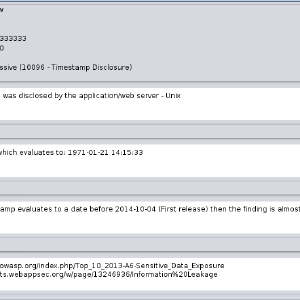 v
333333
0
ssive (10096 - Timestamp Disclosure)
was disclosed by the application/web server - Unix
which evaluates to: 1971-01-21 14:15:33
amp evaluates to a date before 2014-10-04 (First release) then the finding is almost
owasp.org/index.php/Top_10_2013-A6-Sensitive_Data_Exposure
ts.webappsec.org/w/page/13246936/Information%20Leakage